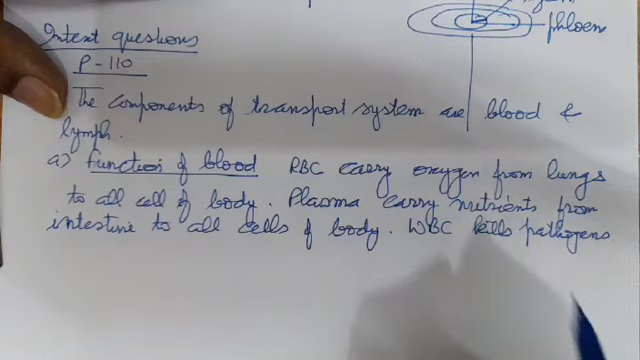 phloem
Intext questions
P-110
The components of transport system are blood &
lymph.
a) Function of blood RBC carry oxygen from lungs
to all cell of body. Plasma carry nutrients from
intestine to all cells of body. WBC kills pathogens